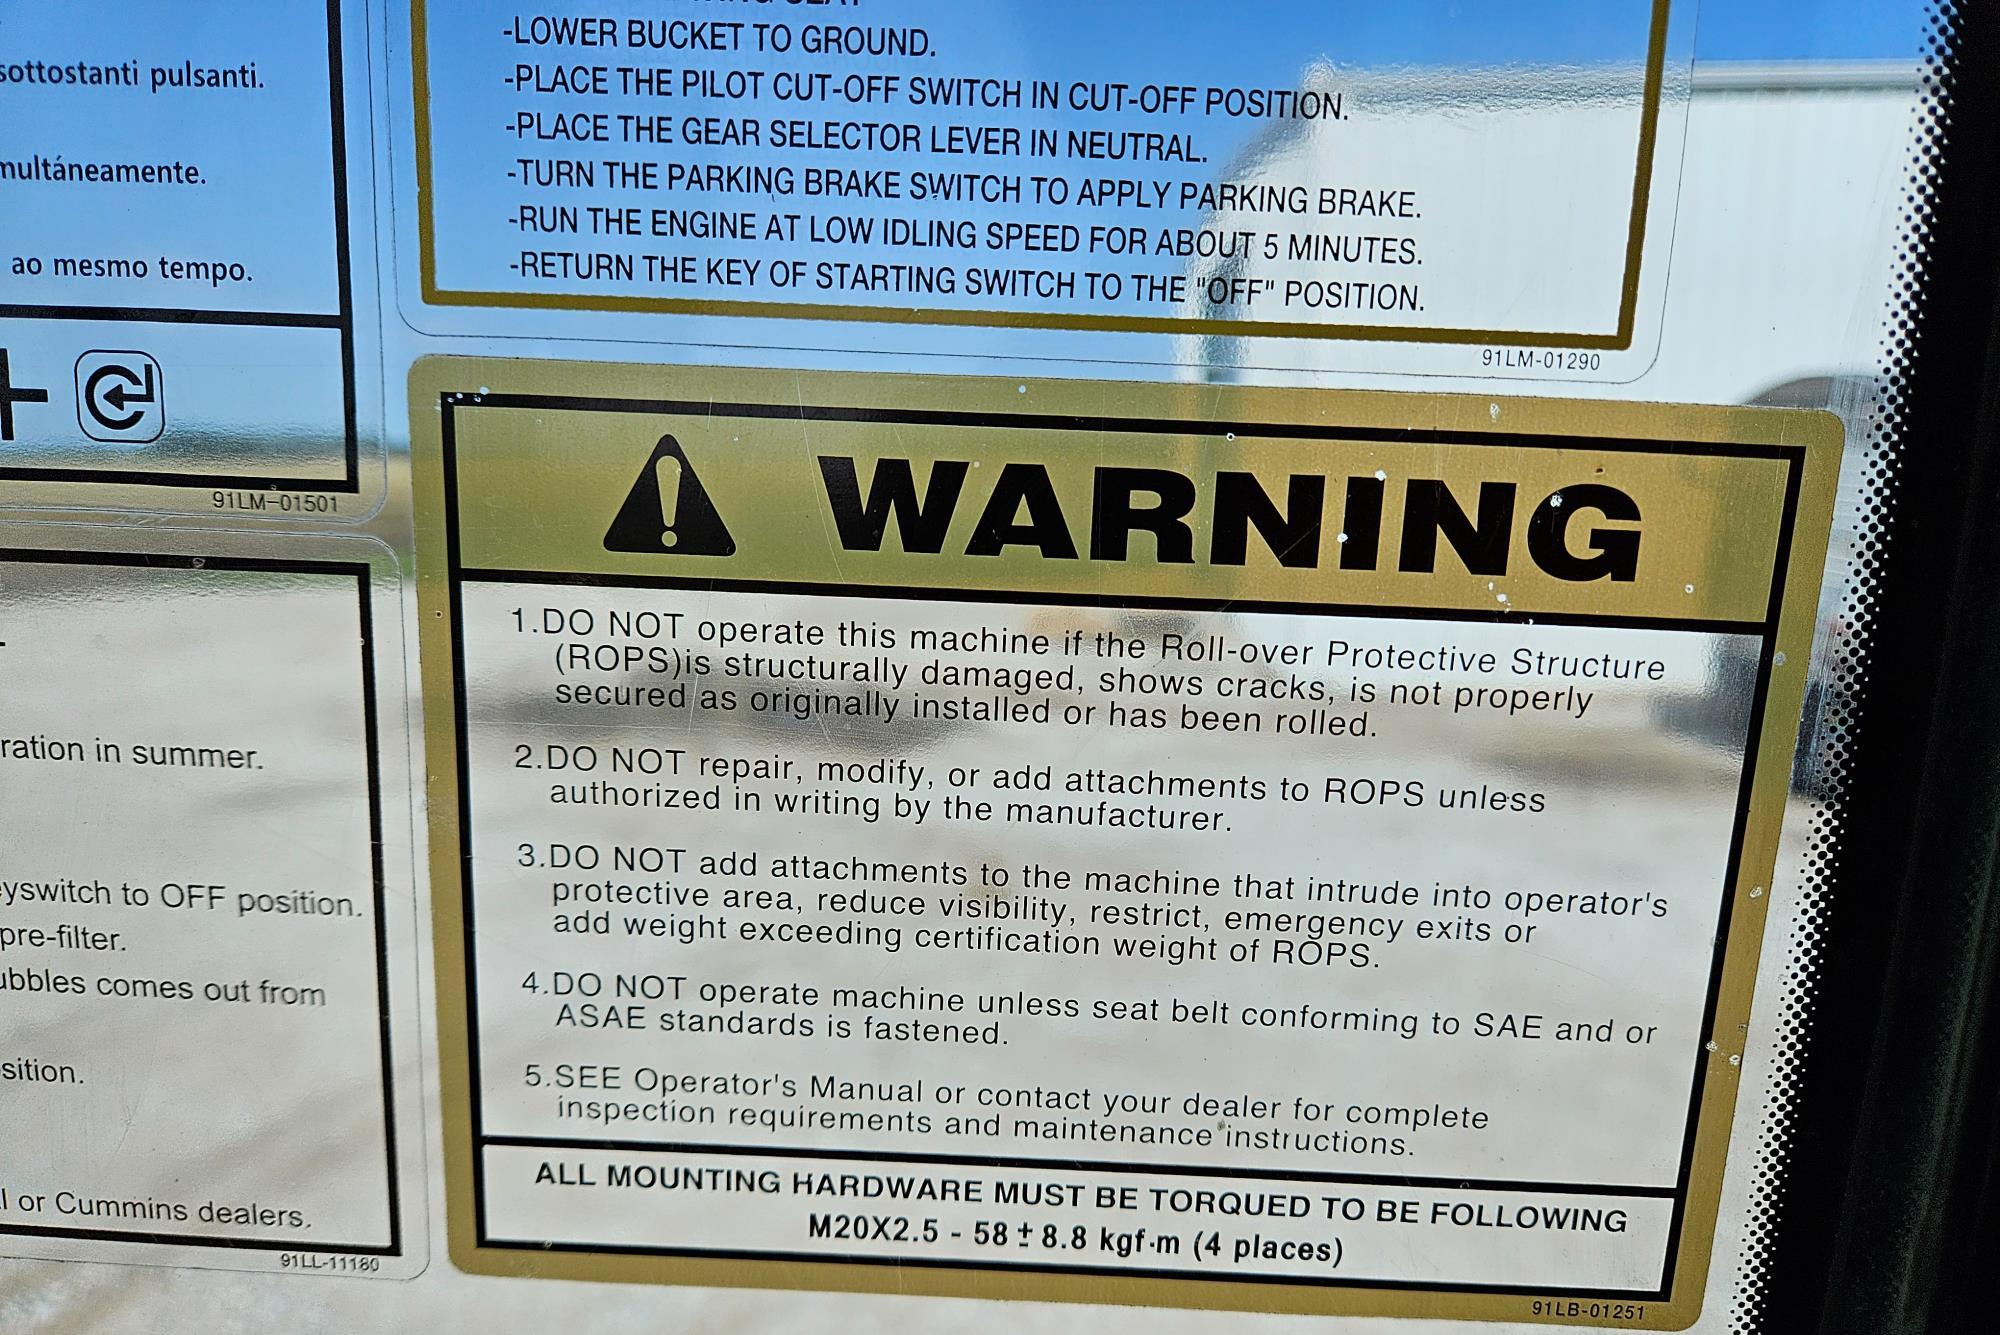 sottostanti pulsanti.
multáneamente.
ao mesmo tempo.
+
91LM-01501
ration in summer.
eyswitch to OFF position.
pre-filter.
ubbles comes out from
sition.
l or Cummins dealers.
91LL-11180
SEAT
-LOWER BUCKET TO GROUND.
-PLACE THE PILOT CUT-OFF SWITCH IN CUT-OFF POSITION.
-PLACE THE GEAR SELECTOR LEVER IN NEUTRAL.
-TURN THE PARKING BRAKE SWITCH TO APPLY PARKING BRAKE.
-RUN THE ENGINE AT LOW IDLING SPEED FOR ABOUT 5 MINUTES.
-RETURN THE KEY OF STARTING SWITCH TO THE "OFF" POSITION.
91LM-01290
WARNING
1.DO NOT operate this machine if the Roll-over Protective Structure
(ROPS)is structurally damaged, shows cracks, is not properly
secured as originally installed or has been rolled.
2.DO NOT repair, modify, or add attachments to ROPS unless
authorized in writing by the manufacturer.
3.DO NOT add attachments to the machine that intrude into operator's
protective area, reduce visibility, restrict, emergency exits or
add weight exceeding certification weight of ROPS.
4.DO NOT operate machine unless seat belt conforming to SAE and or
ASAE standards is fastened.
5.SEE Operator's Manual or contact your dealer for complete
inspection requirements and maintenance instructions.
ALL MOUNTING HARDWARE MUST BE TORQUED TO BE FOLLOWING
M20X2.5 - 58 ± 8.8 kgf·m (4 places)
91LB-01251